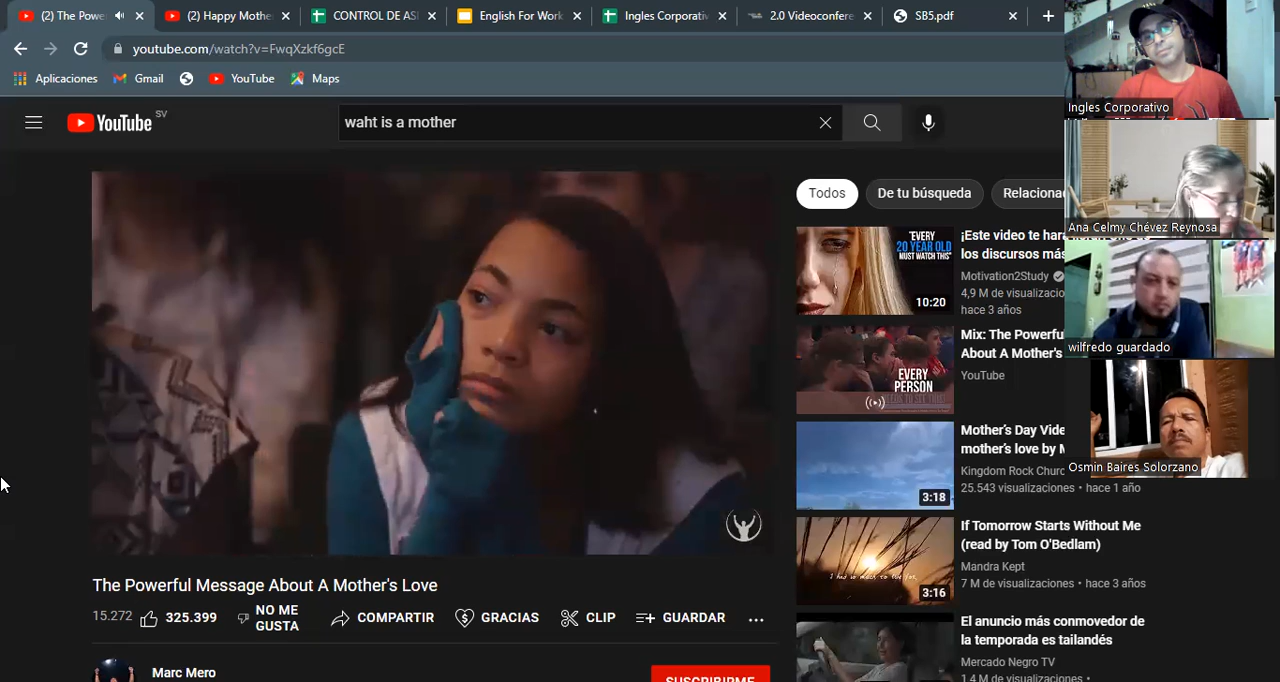 (2) The Powe
(2) Happy Mothe
CONTROL DE AS
English For Work
Ingles Corporativ
2.0 Videoconfere
SB5.pdf
youtube.com/watch?v=FwqXzkf6gcE
Aplicaciones
Gmail
YouTube
Maps
YouTube SV
waht is a mother
Todos
De tu búsqueda
Relaciona
"EVERY
20 YEAR OLD
MUST WATCH THIS"
10:20
¡Este video te hará
los discursos más
Motivation2Study
4,9 M de visualizacio
hace 3 años
EVERY
PERSON
Mix: The Powerfu
About A Mother's
YouTube
3:18
Mother's Day Vide
mother's love by M
Kingdom Rock Churc
25.543 visualizaciones • hace 1 año
3:16
If Tomorrow Starts Without Me
(read by Tom O'Bedlam)
Mandra Kept
7 M de visualizaciones • hace 3 años
El anuncio más conmovedor de
la temporada es tailandés
Mercado Negro TV
1,4 M de visualizaciones •
The Powerful Message About A Mother's Love
15.272
325.399
NO ME
GUSTA
COMPARTIR
GRACIAS
CLIP
GUARDAR
Marc Mero
SUSCRIBIRME
Ingles Corporativo
Ana Celmy Chévez Reynosa
wilfredo guardado
Osmin Baires Solorzano